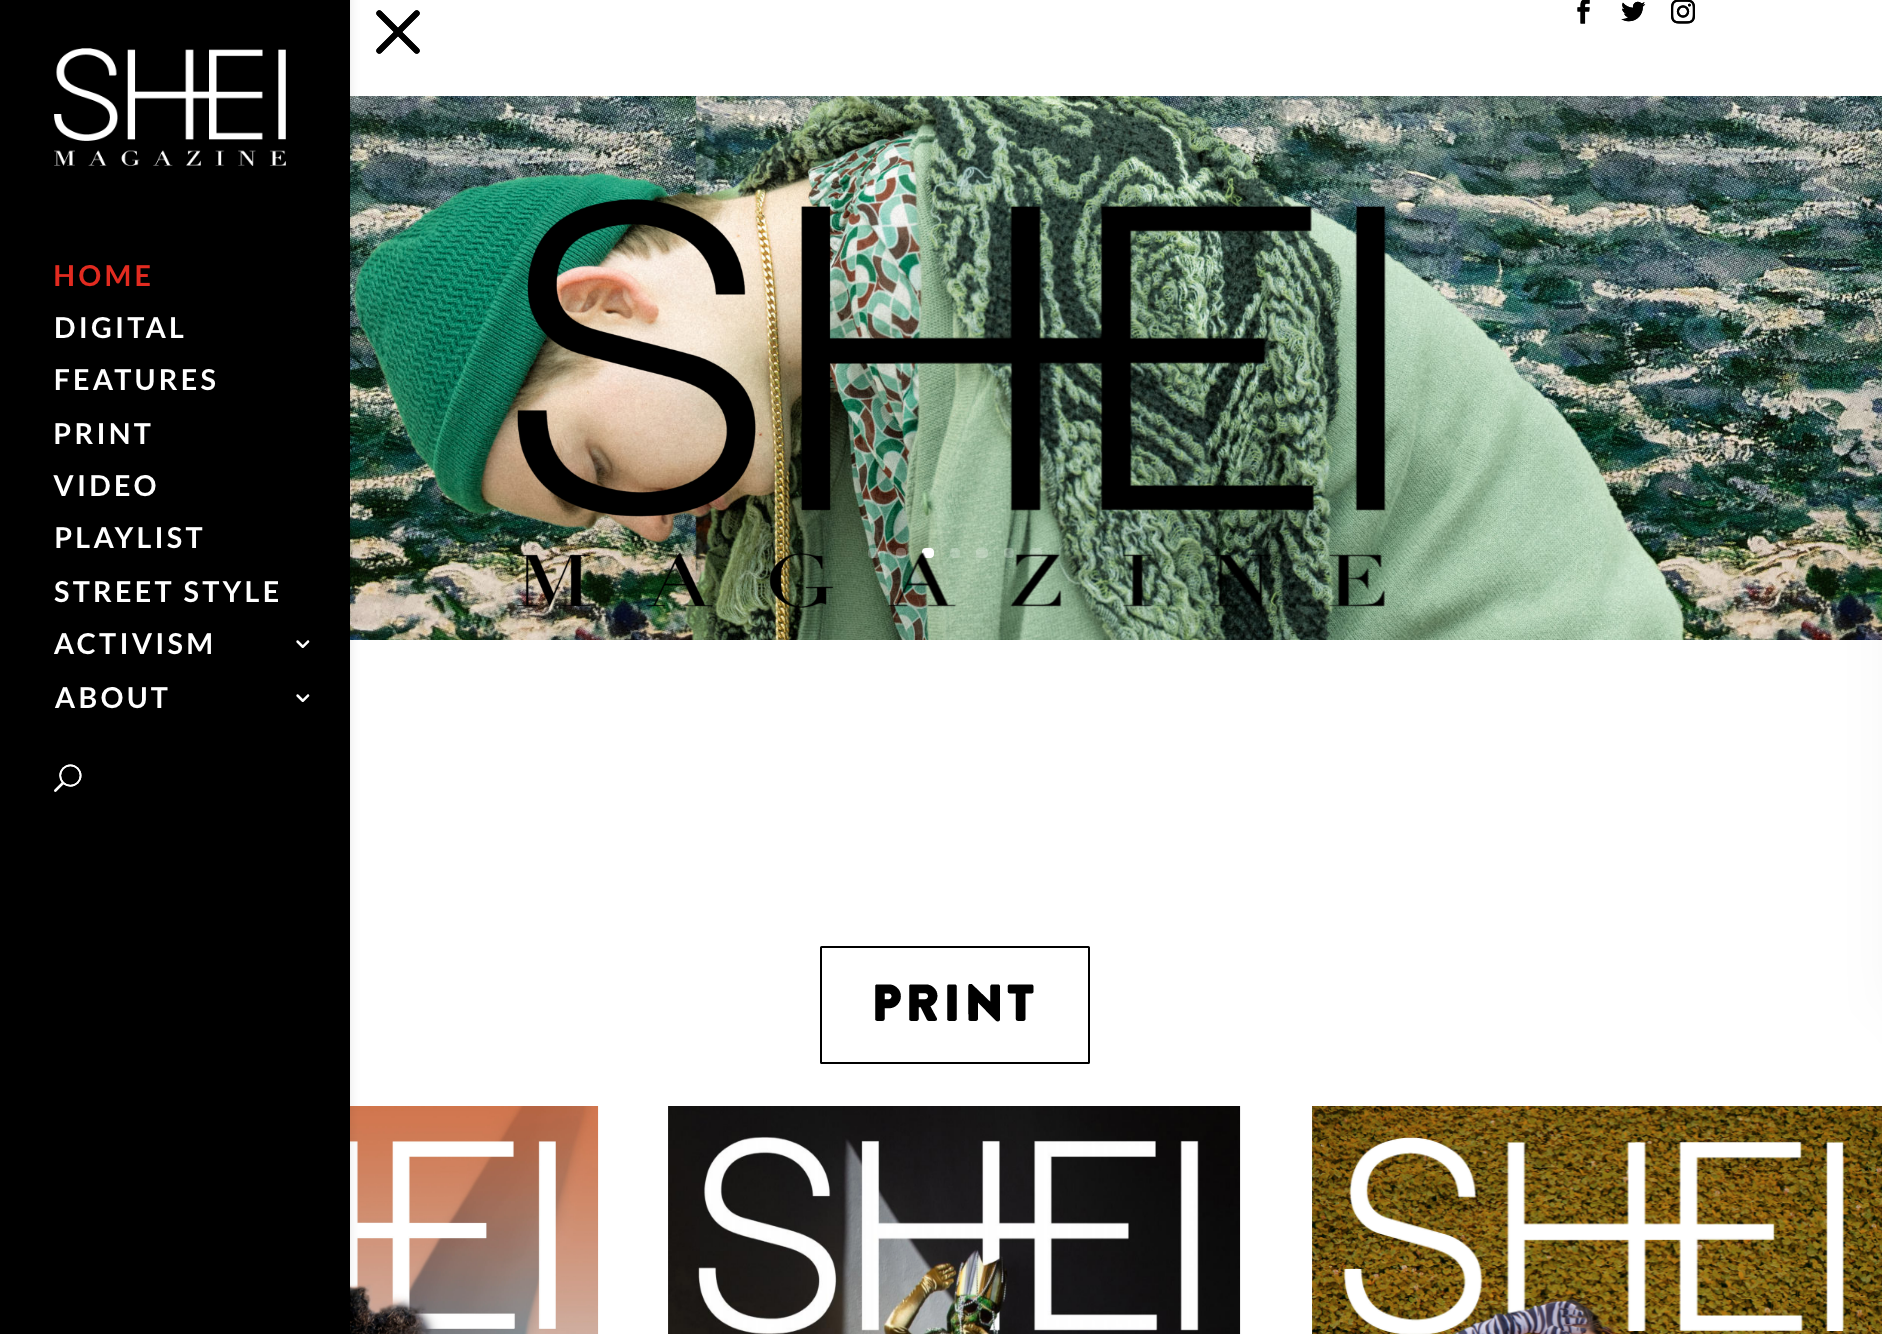 SHEI
MAGAZINE
HOME
DIGITAL
FEATURES
PRINT
VIDEO
PLAYLIST
STREET STYLE
ACTIVISM
ABOUT
SHEI
MAGAZINE
PRINT
HEI
SHEI
SHEI